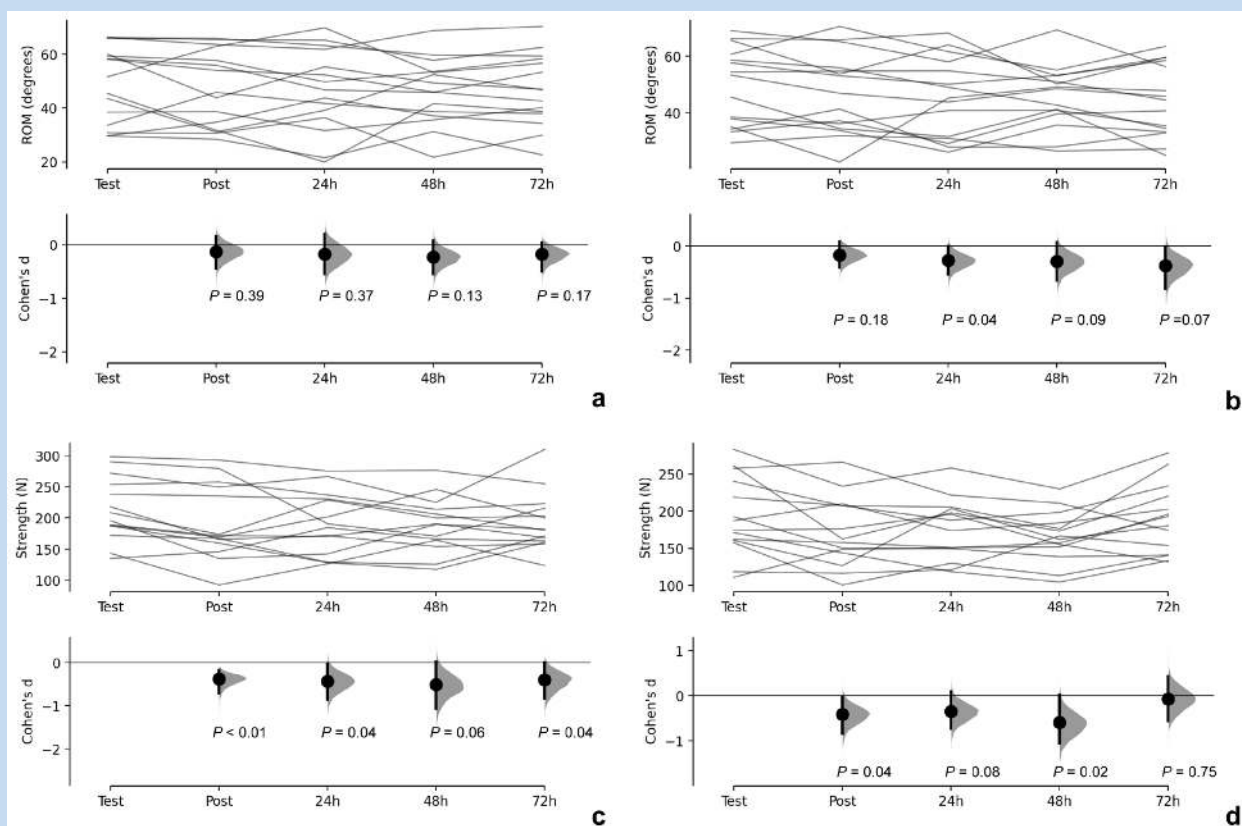 ROM (degrees)
60
40
20
Test Post 24h 48h 72h
Cohen's d
0
−1
−2
P = 0.39 P = 0.37 P = 0.13 P = 0.17
Test Post 24h 48h 72h
a
ROM (degrees)
60
40
Test Post 24h 48h 72h
Cohen's d
0
−1
−2
P = 0.18 P = 0.04 P = 0.09 P =0.07
Test Post 24h 48h 72h
b
Strength (N)
300
250
200
150
100
Test Post 24h 48h 72h
Cohen's d
0
−1
−2
P < 0.01 P = 0.04 P = 0.06 P = 0.04
Test Post 24h 48h 72h
c
Strength (N)
250
200
150
100
Test Post 24h 48h 72h
Cohen's d
1
0
−1
P = 0.04 P = 0.08 P = 0.02 P = 0.75
Test Post 24h 48h 72h
d